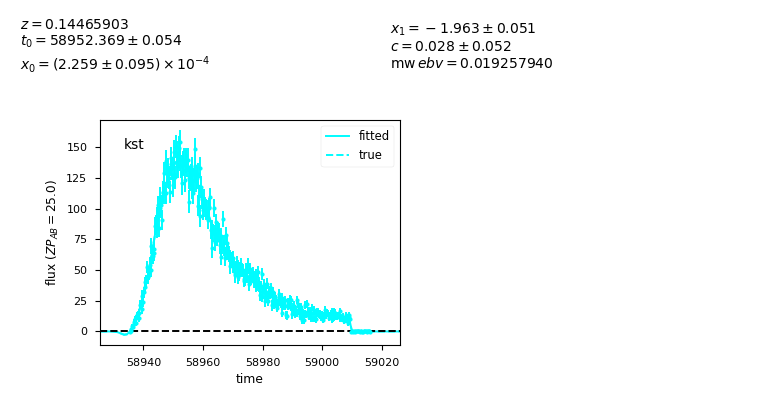 z = 0.14465903
t₀ = 58952.369 ± 0.054
x₀ = (2.259 ± 0.095) × 10⁻⁴
x₁ = −1.963 ± 0.051
c = 0.028 ± 0.052
mw ebv = 0.019257940
kst
fitted
true
flux (ZP_AB = 25.0)
150
125
100
75
50
25
0
58940 58960 58980 59000 59020
time